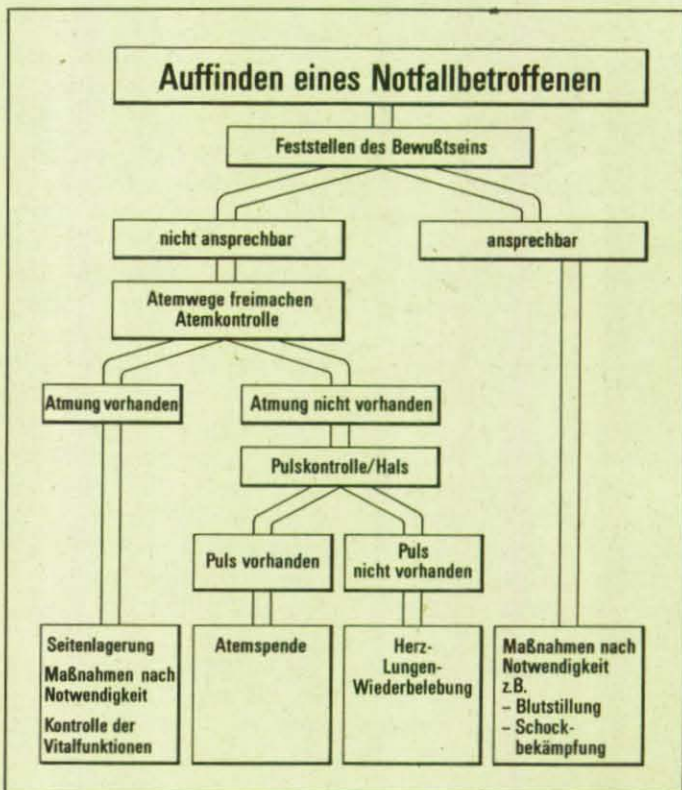 Auffinden eines Notfallbetroffenen
Feststellen des Bewußtseins
nicht ansprechbar
ansprechbar
Atemwege freimachen
Atemkontrolle
Atmung vorhanden
Atmung nicht vorhanden
Pulskontrolle/Hals
Puls vorhanden
Puls
nicht vorhanden
Seitenlagerung
Maßnahmen nach
Notwendigkeit
Kontrolle der
Vitalfunktionen
Atemspende
Herz-
Lungen-
Wiederbelebung
Maßnahmen nach
Notwendigkeit
z.B.
– Blutstillung
– Schock-
bekämpfung